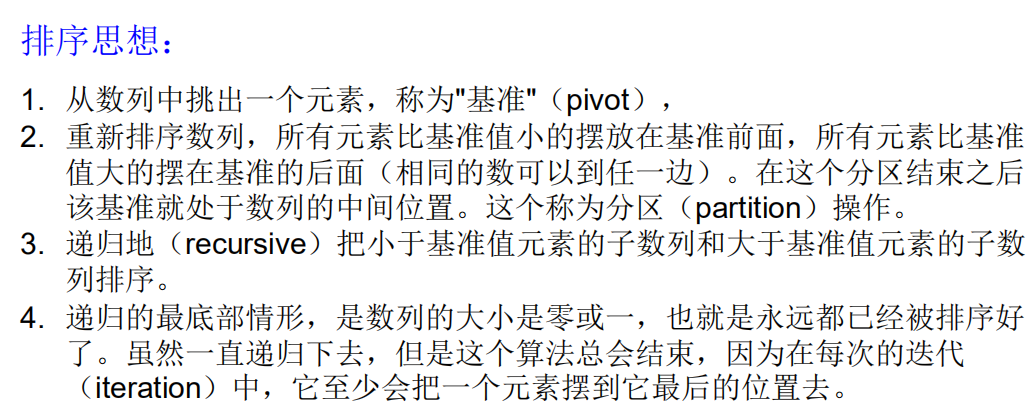 排序思想：
1. 从数列中挑出一个元素，称为"基准"（pivot），
2. 重新排序数列，所有元素比基准值小的摆放在基准前面，所有元素比基准
值大的摆在基准的后面（相同的数可以到任一边）。在这个分区结束之后
该基准就处于数列的中间位置。这个称为分区（partition）操作。
3. 递归地（recursive）把小于基准值元素的子数列和大于基准值元素的子数
列排序。
4. 递归的最底部情形，是数列的大小是零或一，也就是永远都已经被排序好
了。虽然一直递归下去，但是这个算法总会结束，因为在每次的迭代
（iteration）中，它至少会把一个元素摆到它最后的位置去。